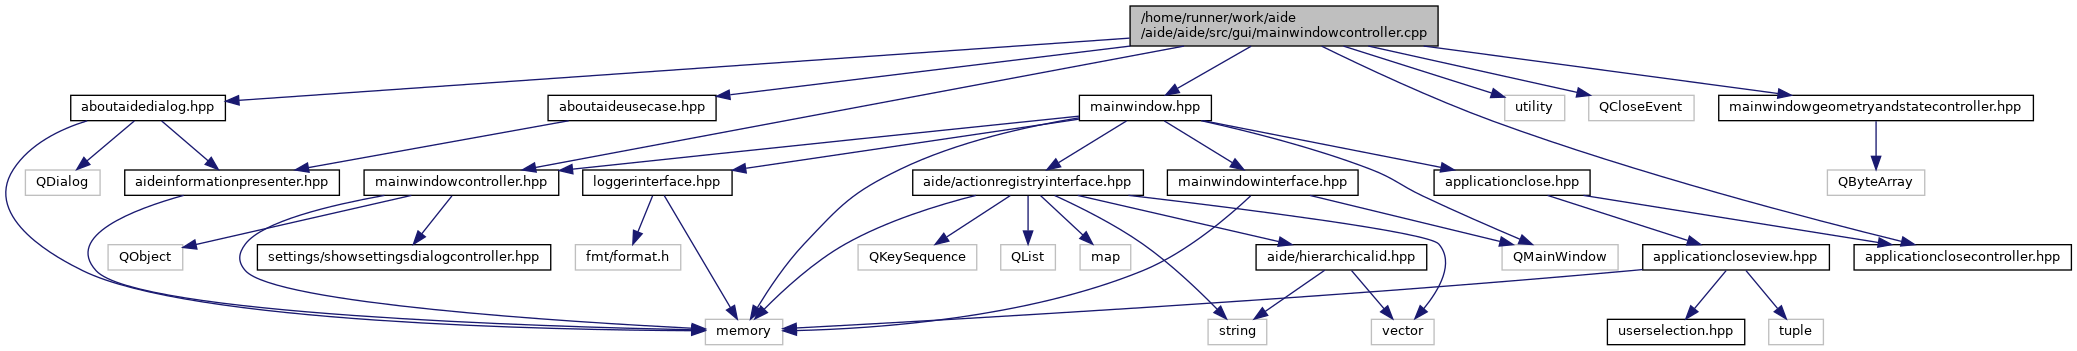 /home/runner/work/aide
/aide/aide/src/gui/mainwindowcontroller.cpp
aboutaidedialog.hpp
aboutaideusecase.hpp
mainwindow.hpp
utility
QCloseEvent
mainwindowgeometryandstatecontroller.hpp
QDialog
aideinformationpresenter.hpp
mainwindowcontroller.hpp
loggerinterface.hpp
aide/actionregistryinterface.hpp
mainwindowinterface.hpp
applicationclose.hpp
QByteArray
QObject
settings/showsettingsdialogcontroller.hpp
fmt/format.h
QKeySequence
QList
map
aide/hierarchicalid.hpp
QMainWindow
applicationcloseview.hpp
applicationclosecontroller.hpp
memory
string
vector
userselection.hpp
tuple